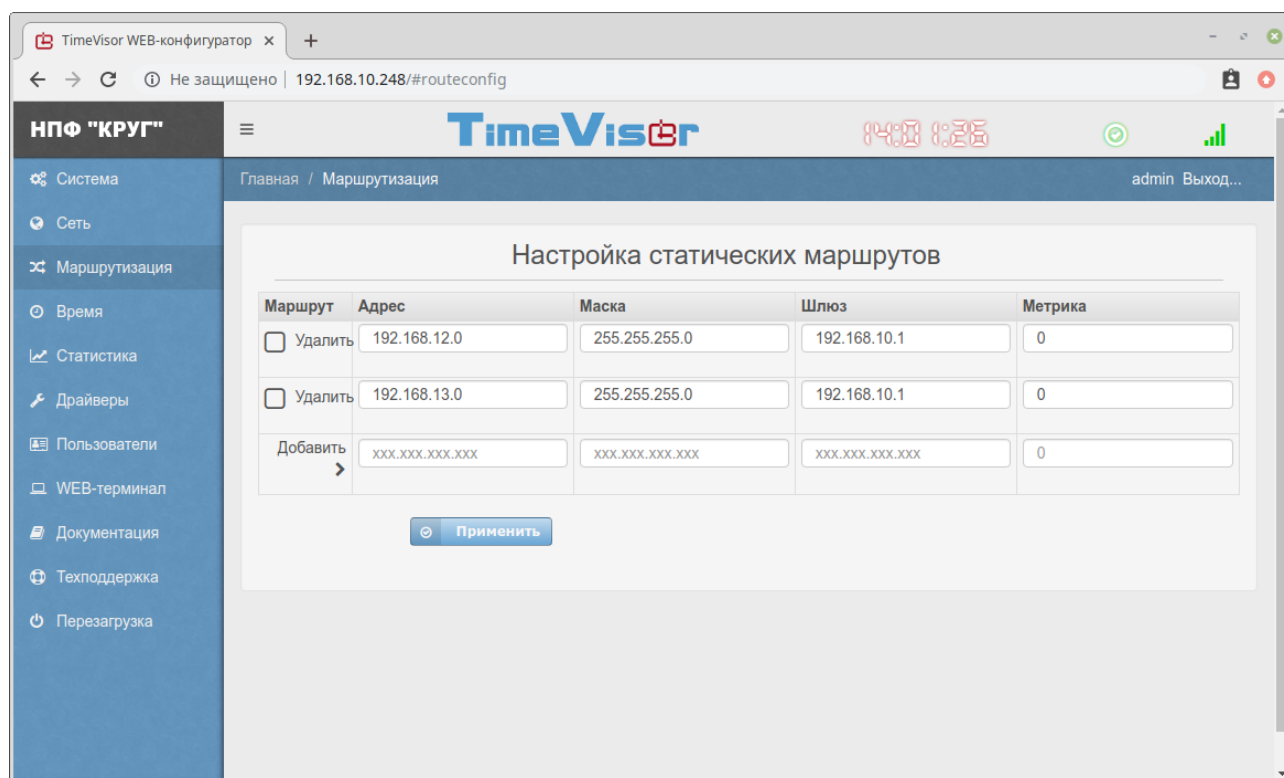 TimeVisor WEB-конфигуратор
Не защищено 192.168.10.248/#routeconfig
НПФ "КРУГ" TimeVisor 14:01:26
Главная / Маршрутизация admin Выход...
Система
Сеть
Маршрутизация
Время
Статистика
Драйверы
Пользователи
WEB-терминал
Документация
Техподдержка
Перезагрузка
Настройка статических маршрутов
Маршрут Адрес Маска Шлюз Метрика
Удалить 192.168.12.0 255.255.255.0 192.168.10.1 0
Удалить 192.168.13.0 255.255.255.0 192.168.10.1 0
Добавить xxx.xxx.xxx.xxx xxx.xxx.xxx.xxx xxx.xxx.xxx.xxx 0
Применить